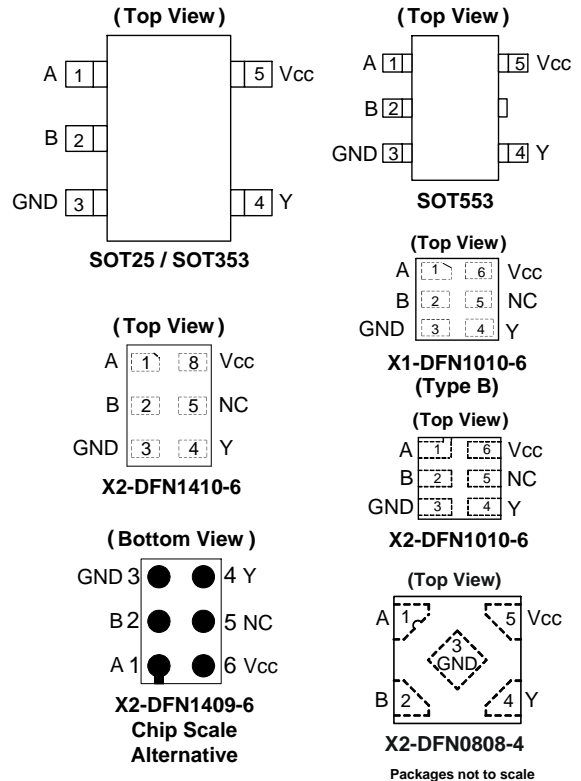 (Top View)
A 1 5 Vcc
B 2
GND 3 4 Y
SOT25 / SOT353
(Top View)
A 1 5 Vcc
B 2
GND 3 4 Y
SOT553
(Top View)
A 1 6 Vcc
B 2 5 NC
GND 3 4 Y
X1-DFN1010-6
(Type B)
(Top View)
A 1 8 Vcc
B 2 5 NC
GND 3 4 Y
X2-DFN1410-6
(Top View)
A 1 6 Vcc
B 2 5 NC
GND 3 4 Y
X2-DFN1010-6
(Bottom View)
GND 3 4 Y
B 2 5 NC
A 1 6 Vcc
X2-DFN1409-6
Chip Scale
Alternative
(Top View)
A 1 5 Vcc
3
GND
B 2 4 Y
X2-DFN0808-4
Packages not to scale